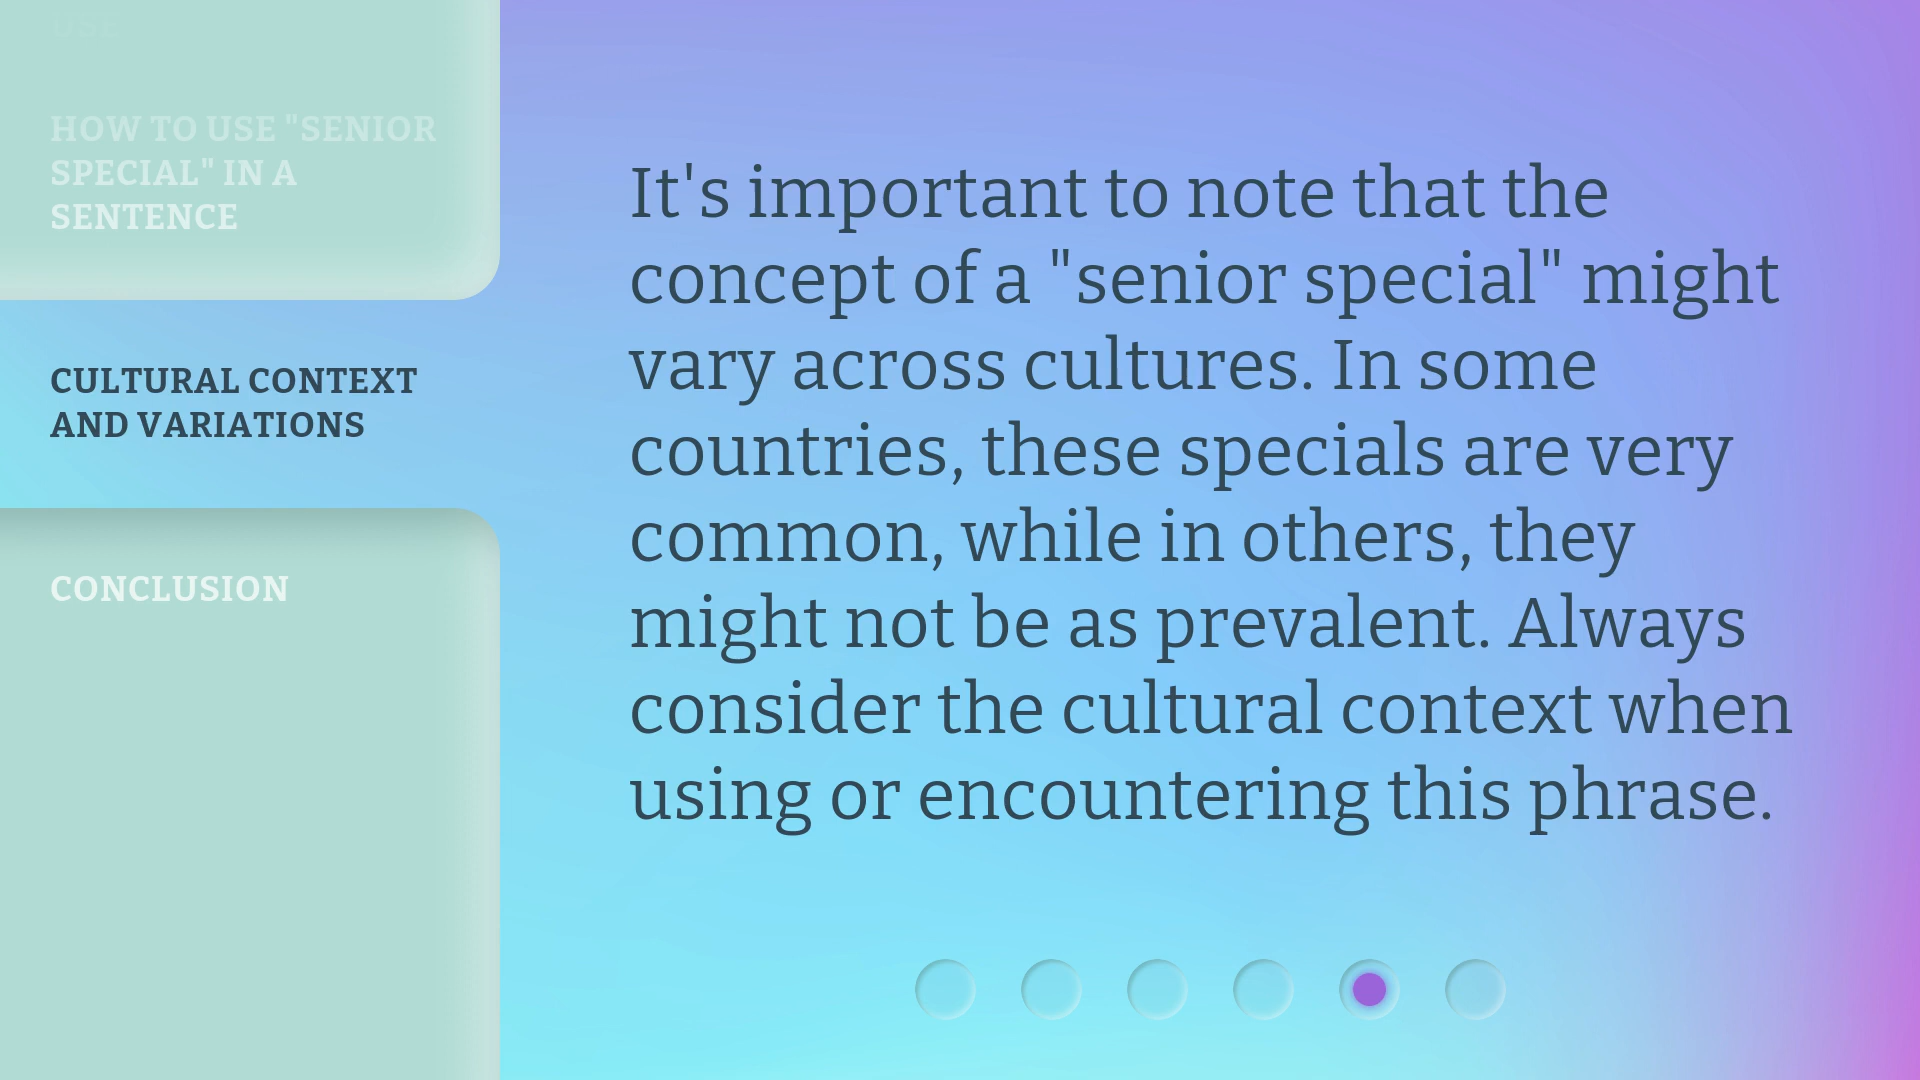 USE
HOW TO USE "SENIOR
SPECIAL" IN A
SENTENCE
CULTURAL CONTEXT
AND VARIATIONS
CONCLUSION
It's important to note that the
concept of a "senior special" might
vary across cultures. In some
countries, these specials are very
common, while in others, they
might not be as prevalent. Always
consider the cultural context when
using or encountering this phrase.